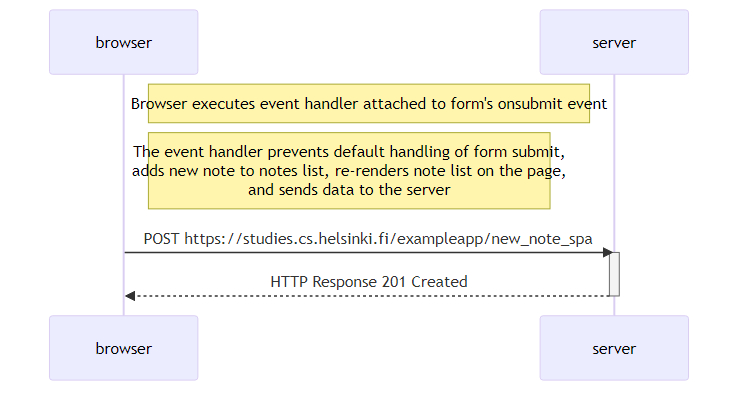 browser
server
Browser executes event handler attached to form's onsubmit event
The event handler prevents default handling of form submit,
adds new note to notes list, re-renders note list on the page,
and sends data to the server
POST https://studies.cs.helsinki.fi/exampleapp/new_note_spa
HTTP Response 201 Created
browser
server